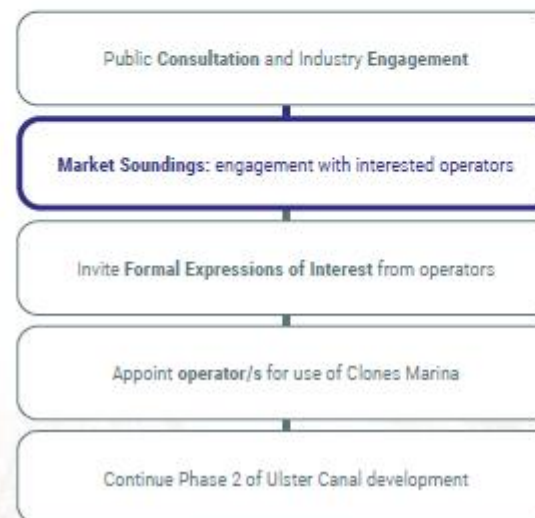 Public Consultation and Industry Engagement
Market Soundings: engagement with interested operators
Invite Formal Expressions of Interest from operators
Appoint operator/s for use of Clones Marina
Continue Phase 2 of Ulster Canal development